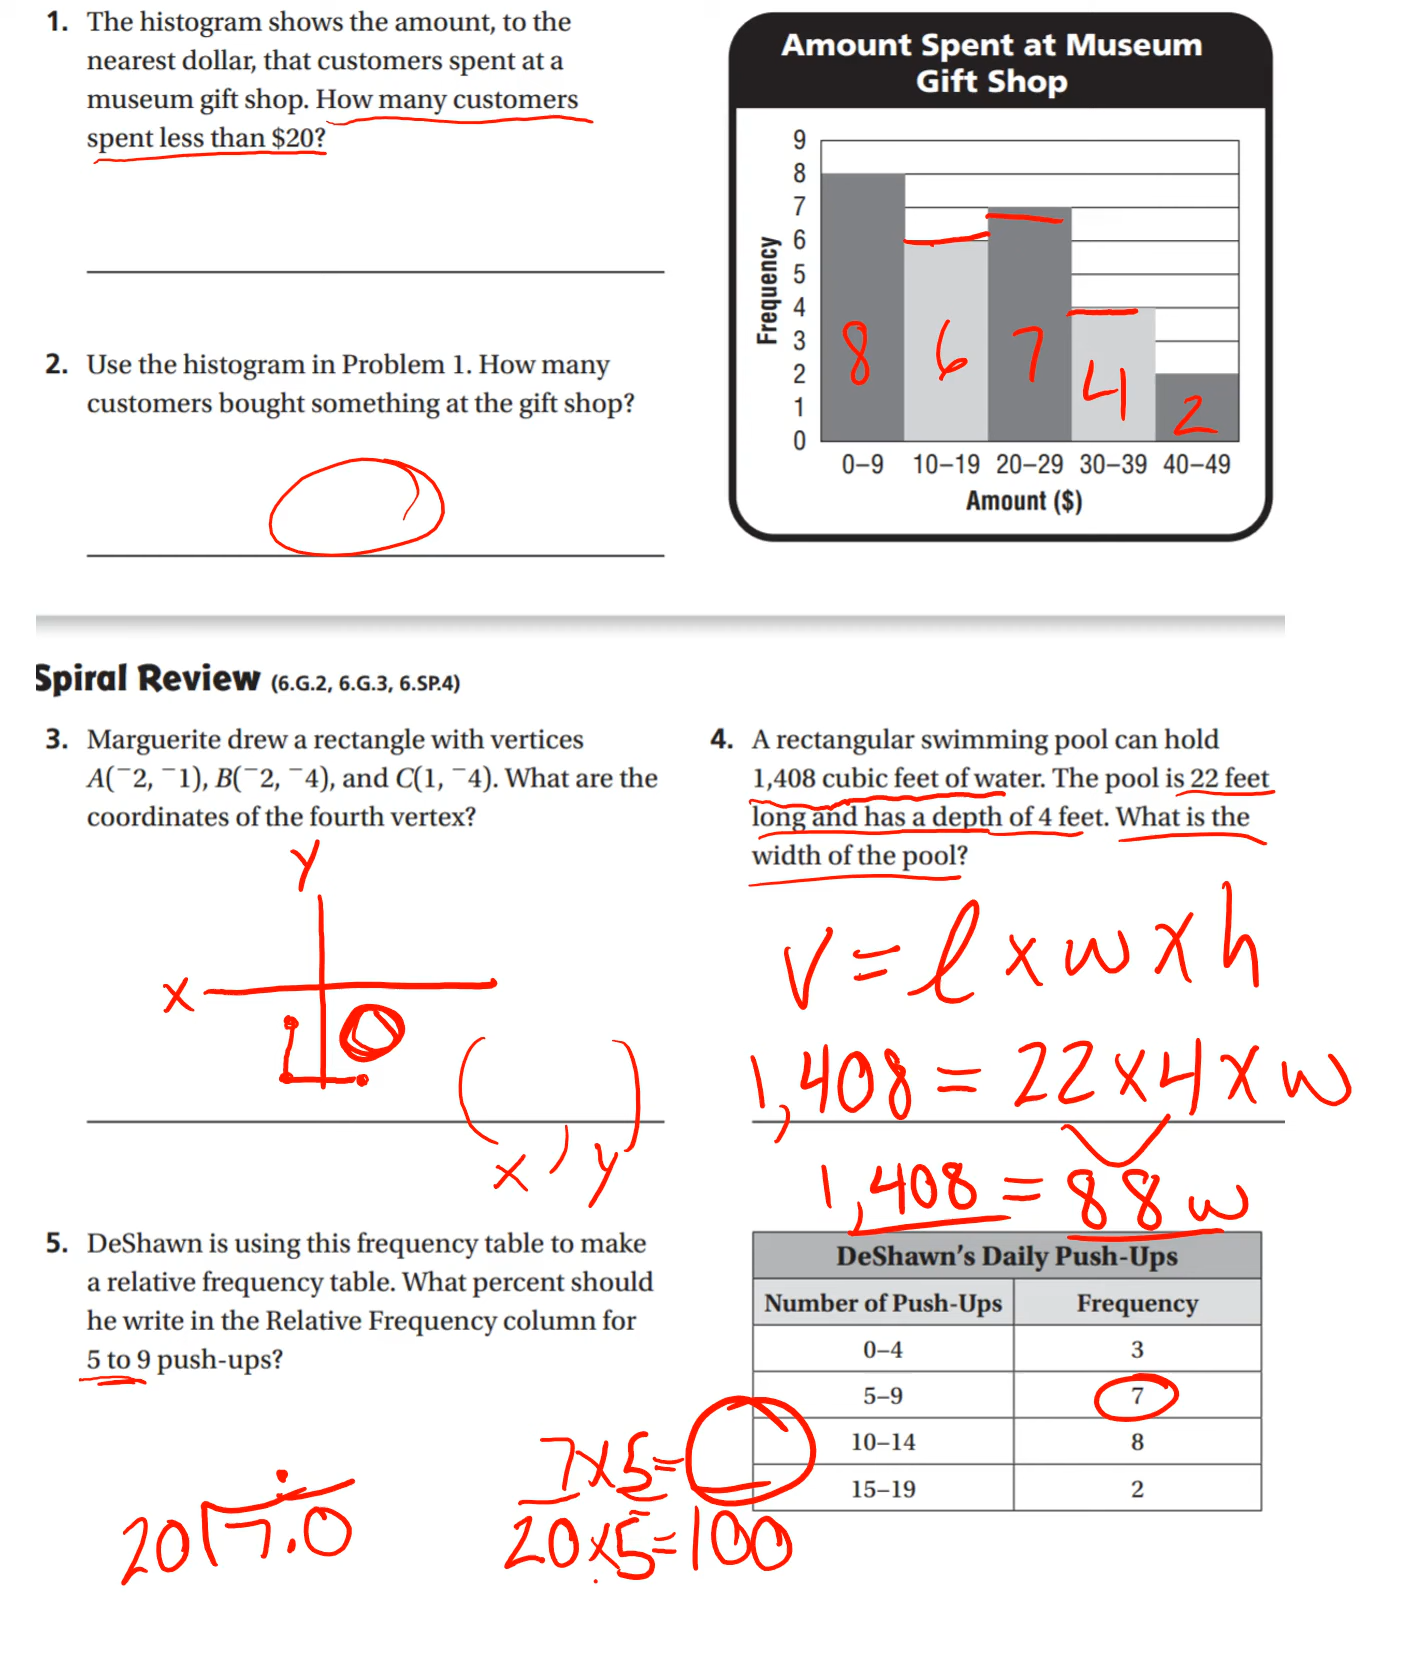 1. The histogram shows the amount, to the
nearest dollar, that customers spent at a
museum gift shop. How many customers
spent less than $20?
Amount Spent at Museum
Gift Shop
Frequency
9
8
7
6
5
4
3
2
1
0
8 6 7 4 2
0–9 10–19 20–29 30–39 40–49
Amount ($)
2. Use the histogram in Problem 1. How many
customers bought something at the gift shop?
Spiral Review (6.G.2, 6.G.3, 6.SP.4)
3. Marguerite drew a rectangle with vertices
A(⁻2, ⁻1), B(⁻2, ⁻4), and C(1, ⁻4). What are the
coordinates of the fourth vertex?
y
x
( )
x , y
4. A rectangular swimming pool can hold
1,408 cubic feet of water. The pool is 22 feet
long and has a depth of 4 feet. What is the
width of the pool?
V = l x w x h
1,408 = 22 x 4 x w
1,408 = 88 w
5. DeShawn is using this frequency table to make
a relative frequency table. What percent should
he write in the Relative Frequency column for
5 to 9 push-ups?
20 7.0
7 x 5 =
20 x 5 = 100
DeShawn's Daily Push-Ups
Number of Push-Ups Frequency
0–4 3
5–9 7
10–14 8
15–19 2